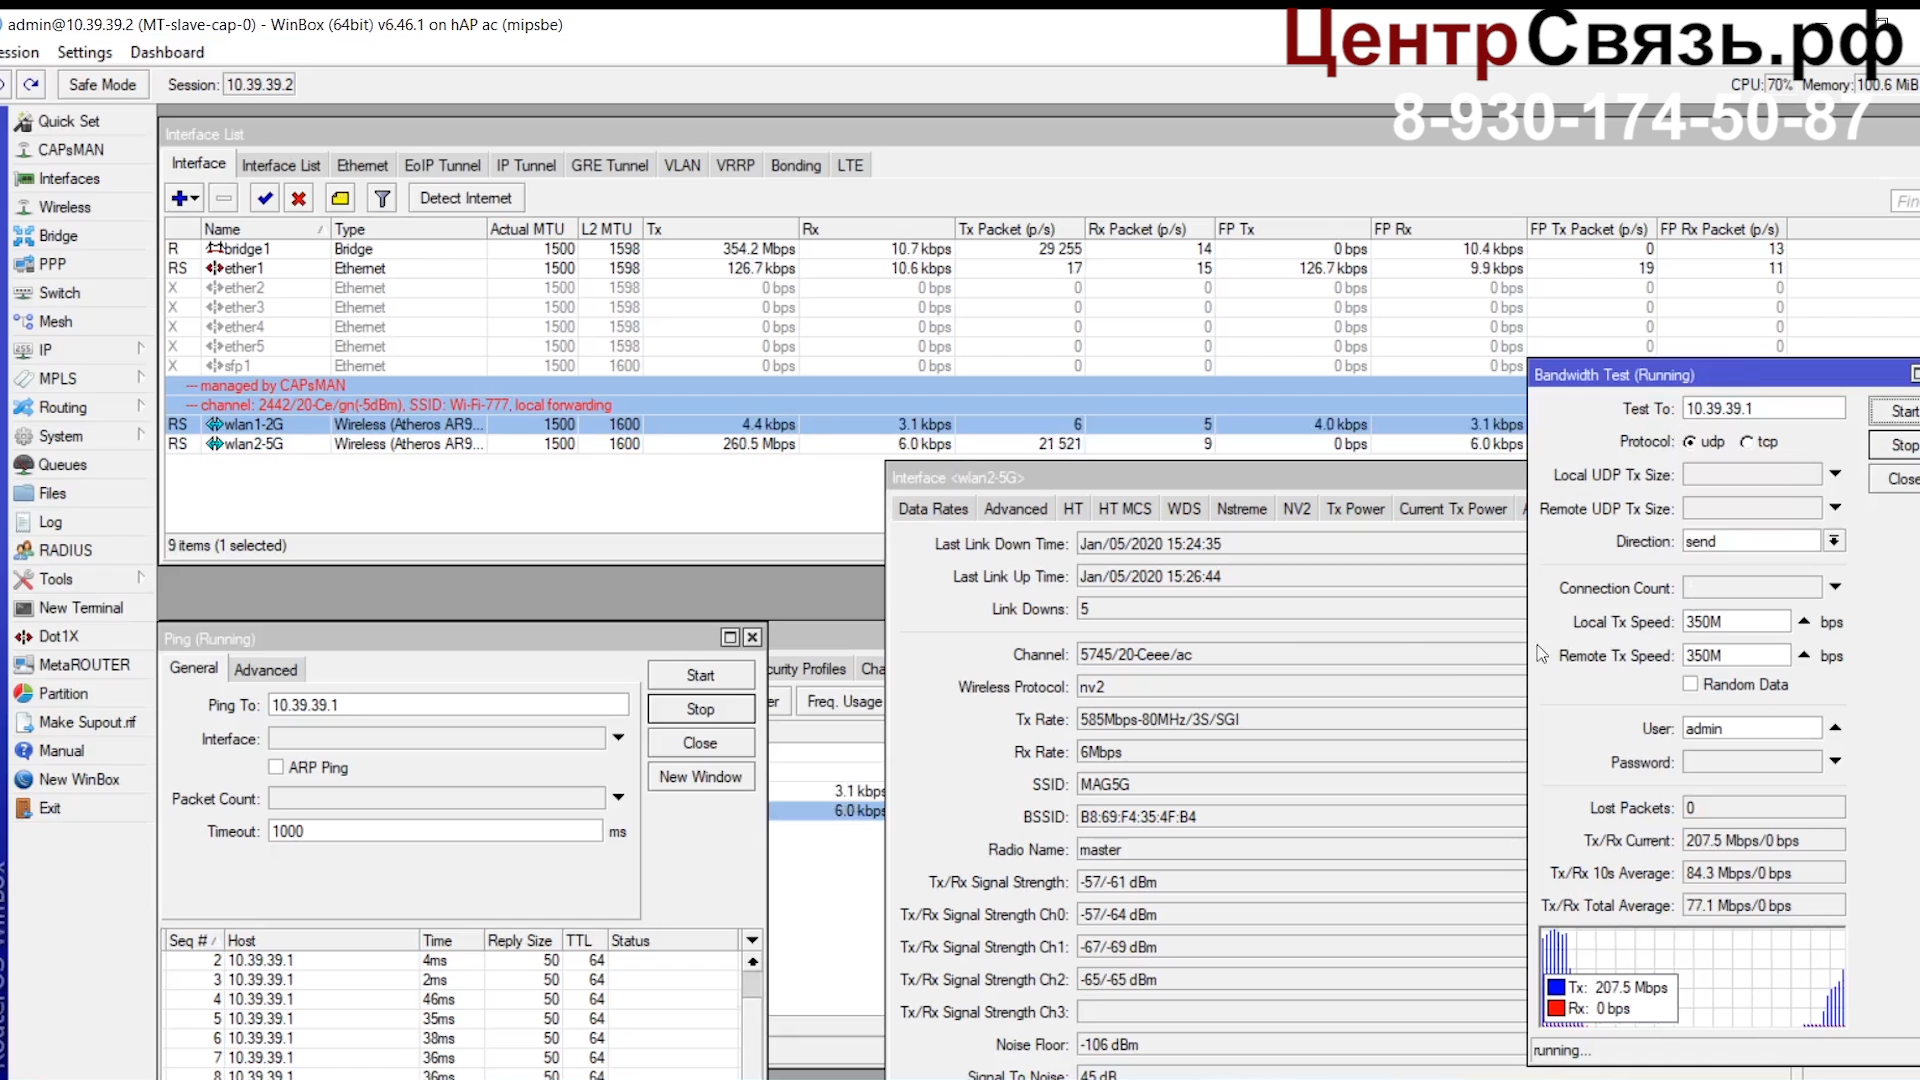 admin@10.39.39.2 (MT-slave-cap-0) - WinBox (64bit) v6.46.1 on hAP ac (mipsbe)
ЦентрСвязь.рф
8-930-174-50-87
ession Settings Dashboard
Safe Mode Session: 10.39.39.2 CPU: 70% Memory: 100.6 MiB
Quick Set
CAPsMAN
Interfaces
Wireless
Bridge
PPP
Switch
Mesh
IP
MPLS
Routing
System
Queues
Files
Log
RADIUS
Tools
New Terminal
Dot1X
MetaROUTER
Partition
Make Supout.rif
Manual
New WinBox
Exit
Interface List
Interface Interface List Ethernet EoIP Tunnel IP Tunnel GRE Tunnel VLAN VRRP Bonding LTE
Detect Internet Fin
Name Type Actual MTU L2 MTU Tx Rx Tx Packet (p/s) Rx Packet (p/s) FP Tx FP Rx FP Tx Packet (p/s) FP Rx Packet (p/s)
R bridge1 Bridge 1500 1598 354.2 Mbps 10.7 kbps 29 255 14 0 bps 10.4 kbps 0 13
RS ether1 Ethernet 1500 1598 126.7 kbps 10.6 kbps 17 15 126.7 kbps 9.9 kbps 19 11
X ether2 Ethernet 1500 1598 0 bps 0 bps 0 0 0 bps 0 bps 0 0
X ether3 Ethernet 1500 1598 0 bps 0 bps 0 0 0 bps 0 bps 0 0
X ether4 Ethernet 1500 1598 0 bps 0 bps 0 0 0 bps 0 bps 0 0
X ether5 Ethernet 1500 1598 0 bps 0 bps 0 0 0 bps 0 bps 0 0
X sfp1 Ethernet 1500 1600 0 bps 0 bps 0 0 0 bps 0 bps 0 0
--- managed by CAPsMAN
--- channel: 2442/20-Ce/gn(-5dBm), SSID: Wi-Fi-777, local forwarding
RS wlan1-2G Wireless (Atheros AR9... 1500 1600 4.4 kbps 3.1 kbps 6 5 4.0 kbps 3.1 kbps
RS wlan2-5G Wireless (Atheros AR9... 1500 1600 260.5 Mbps 6.0 kbps 21 521 9 0 bps 6.0 kbps
9 items (1 selected)
Ping (Running)
General Advanced
Ping To: 10.39.39.1
Interface:
ARP Ping
Packet Count:
Timeout: 1000 ms
Start
Stop
Close
New Window
Seq # Host Time Reply Size TTL Status
2 10.39.39.1 4ms 50 64
3 10.39.39.1 2ms 50 64
4 10.39.39.1 46ms 50 64
5 10.39.39.1 35ms 50 64
6 10.39.39.1 38ms 50 64
7 10.39.39.1 36ms 50 64
8 10.39.39.1 36ms 50 64
curity Profiles Cha
er Freq. Usage
3.1 kbps
6.0 kbps
Interface <wlan2-5G>
Data Rates Advanced HT HT MCS WDS Nstreme NV2 Tx Power Current Tx Power
Last Link Down Time: Jan/05/2020 15:24:35
Last Link Up Time: Jan/05/2020 15:26:44
Link Downs: 5
Channel: 5745/20-Ceee/ac
Wireless Protocol: nv2
Tx Rate: 585Mbps-80MHz/3S/SGI
Rx Rate: 6Mbps
SSID: MAG5G
BSSID: B8:69:F4:35:4F:B4
Radio Name: master
Tx/Rx Signal Strength: -57/-61 dBm
Tx/Rx Signal Strength Ch0: -57/-64 dBm
Tx/Rx Signal Strength Ch1: -67/-69 dBm
Tx/Rx Signal Strength Ch2: -65/-65 dBm
Tx/Rx Signal Strength Ch3:
Noise Floor: -106 dBm
Signal To Noise: 45 dB
Bandwidth Test (Running)
Test To: 10.39.39.1
Protocol: udp tcp
Local UDP Tx Size:
Remote UDP Tx Size:
Direction: send
Connection Count:
Local Tx Speed: 350M bps
Remote Tx Speed: 350M bps
Random Data
User: admin
Password:
Lost Packets: 0
Tx/Rx Current: 207.5 Mbps/0 bps
Tx/Rx 10s Average: 84.3 Mbps/0 bps
Tx/Rx Total Average: 77.1 Mbps/0 bps
Tx: 207.5 Mbps
Rx: 0 bps
running...
Start
Stop
Close